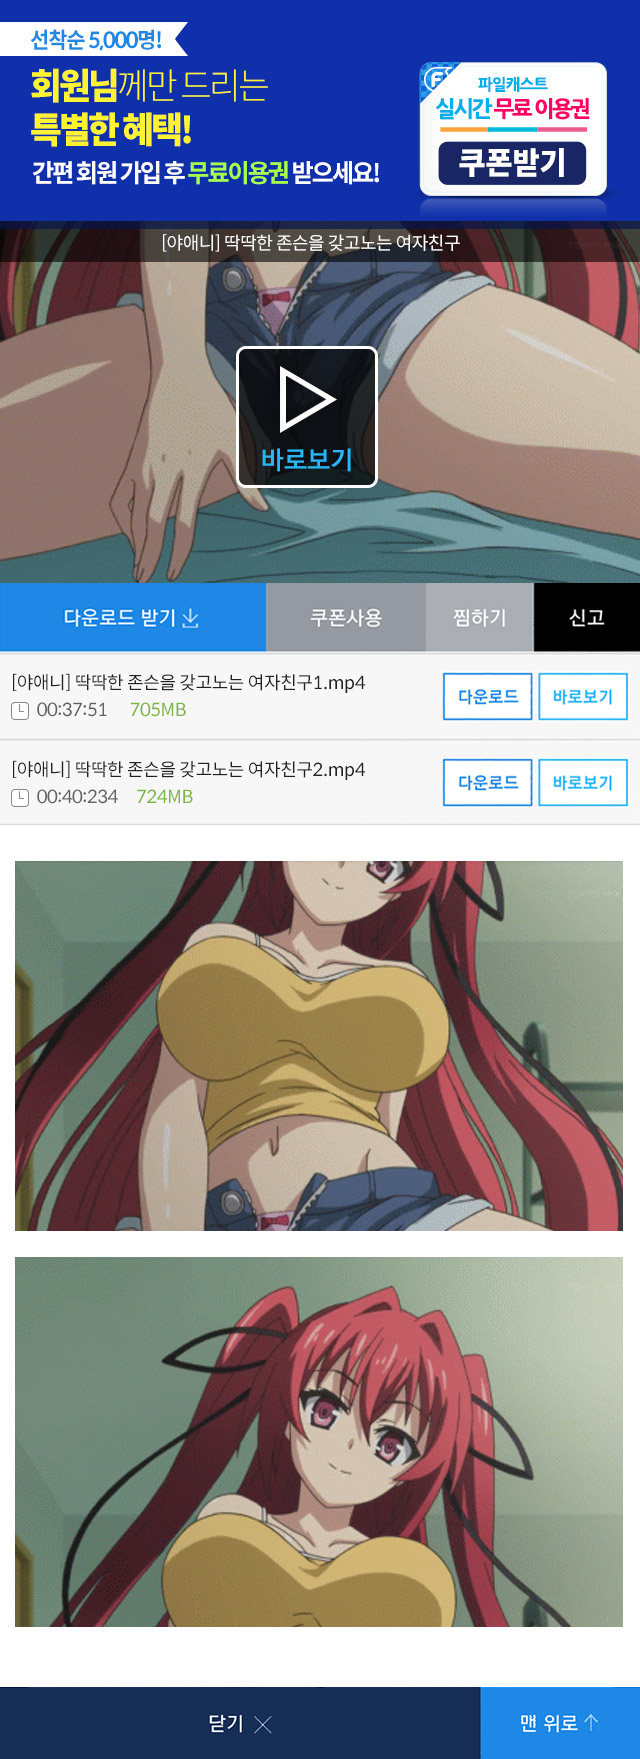 선착순 5,000명!
회원님께만 드리는
특별한 혜택!
간편 회원 가입 후 무료이용권 받으세요!
파일캐스트
실시간 무료 이용권
쿠폰받기
[야애니] 딱딱한 존슨을 갖고노는 여자친구
바로보기
다운로드 받기
쿠폰사용
찜하기
신고
[야애니] 딱딱한 존슨을 갖고노는 여자친구1.mp4
00:37:51 705MB
다운로드
바로보기
[야애니] 딱딱한 존슨을 갖고노는 여자친구2.mp4
00:40:234 724MB
다운로드
바로보기
닫기
맨 위로